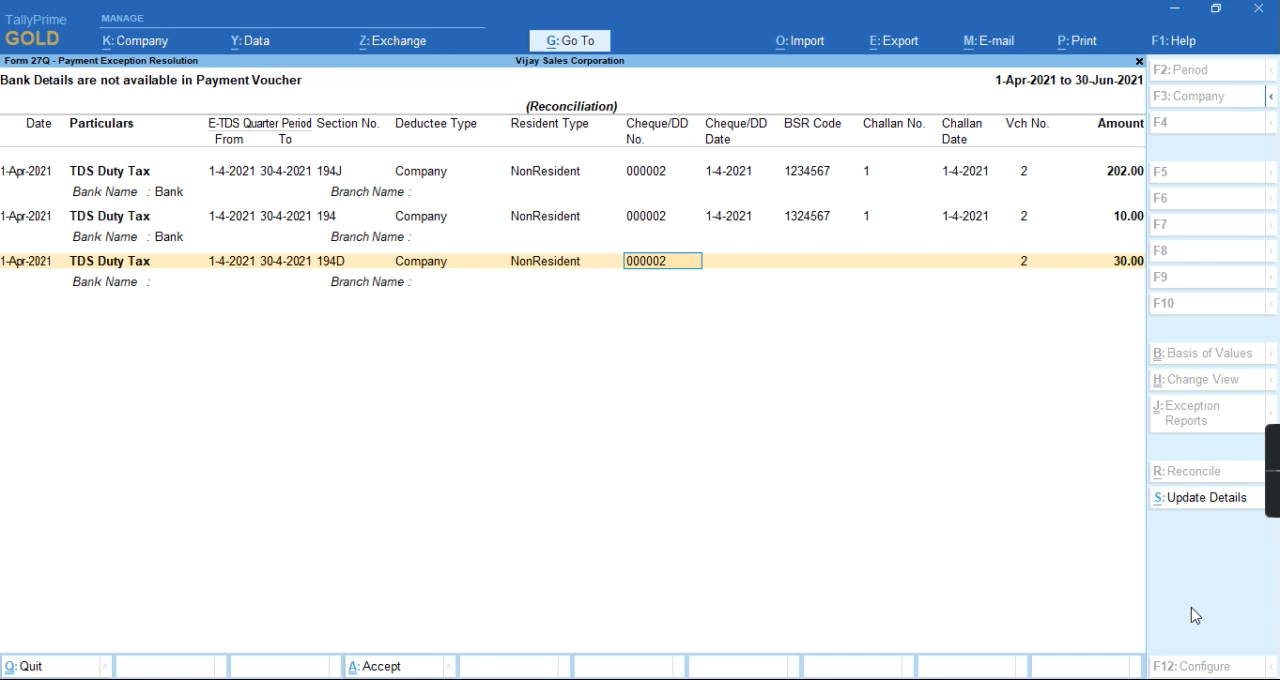 TallyPrime MANAGE
GOLD K: Company Y: Data Z: Exchange G: Go To O: Import E: Export M: E-mail P: Print F1: Help
Form 27Q - Payment Exception Resolution Vijay Sales Corporation ×
Bank Details are not available in Payment Voucher 1-Apr-2021 to 30-Jun-2021
(Reconciliation)
Date Particulars E-TDS Quarter Period Section No. Deductee Type Resident Type Cheque/DD Cheque/DD BSR Code Challan No. Challan Vch No. Amount
From To No. Date Date
1-Apr-2021 TDS Duty Tax 1-4-2021 30-4-2021 194J Company NonResident 000002 1-4-2021 1234567 1 1-4-2021 2 202.00
Bank Name : Bank Branch Name :
1-Apr-2021 TDS Duty Tax 1-4-2021 30-4-2021 194 Company NonResident 000002 1-4-2021 1324567 1 1-4-2021 2 10.00
Bank Name : Bank Branch Name :
1-Apr-2021 TDS Duty Tax 1-4-2021 30-4-2021 194D Company NonResident 000002 2 30.00
Bank Name : Branch Name :
F2: Period
F3: Company
F4
F5
F6
F7
F8
F9
F10
B: Basis of Values
H: Change View
J: Exception
Reports
R: Reconcile
S: Update Details
Q: Quit A: Accept F12: Configure